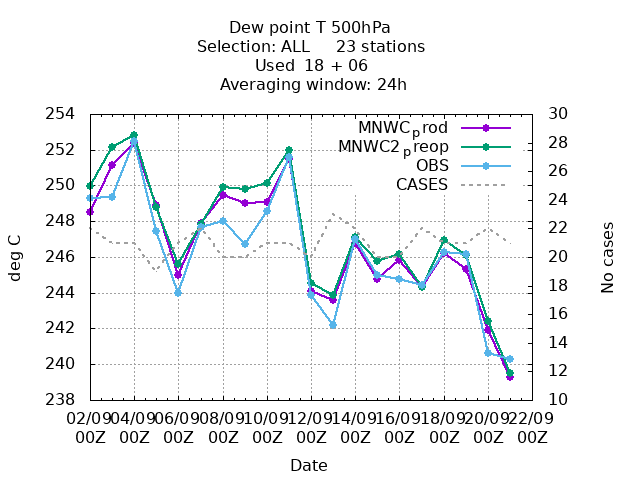 Dew point T 500hPa
Selection: ALL 23 stations
Used 18 + 06
Averaging window: 24h
254 252 250 248 246 244 242 240 238
deg C
30 28 26 24 22 20 18 16 14 12 10
No cases
MNWCprod
MNWC2preop
OBS
CASES
02/09 04/09 06/09 08/09 10/09 12/09 14/09 16/09 18/09 20/09 22/09
00Z 00Z 00Z 00Z 00Z 00Z 00Z 00Z 00Z 00Z 00Z
Date